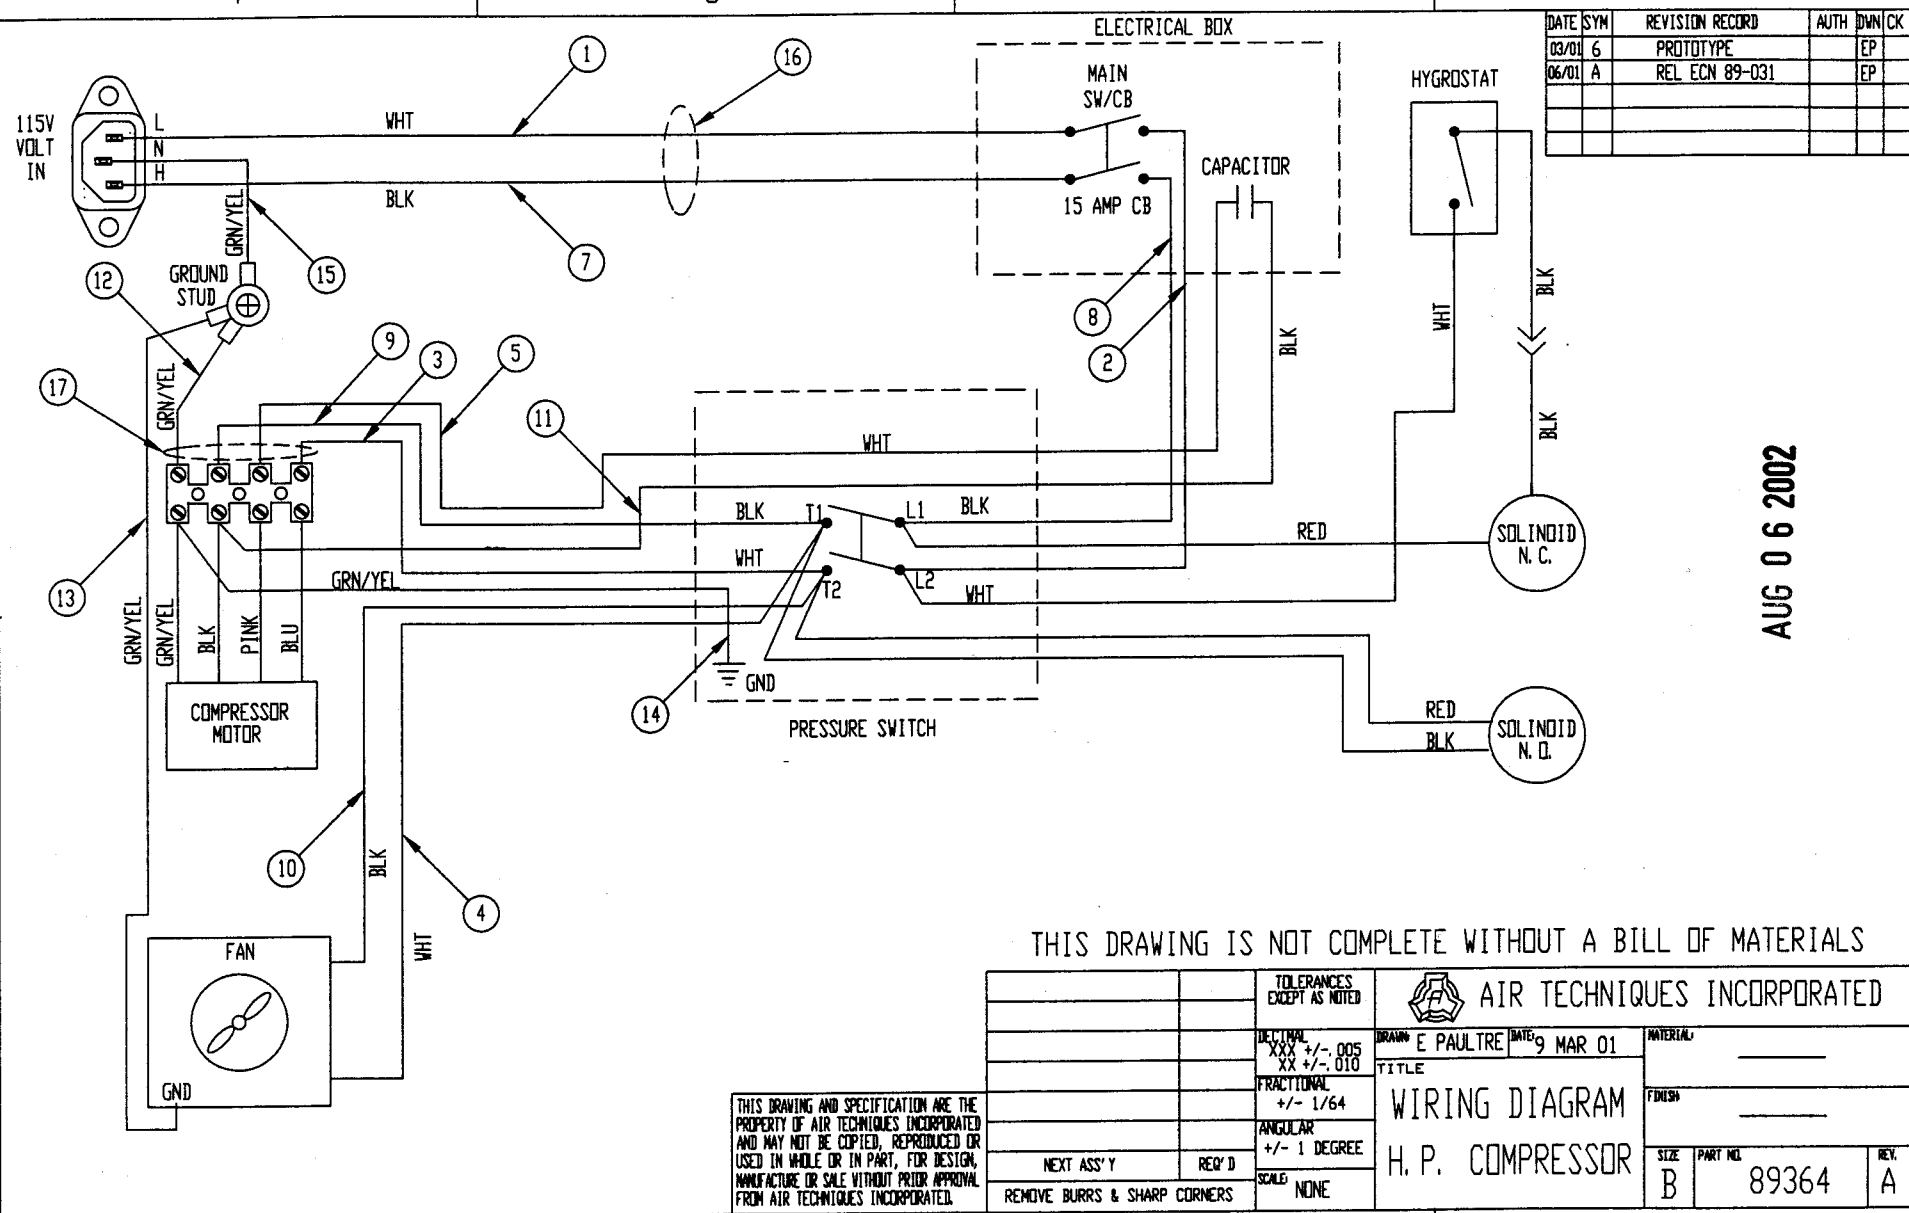 ELECTRICAL BOX
DATE SYM REVISION RECORD AUTH DWN CK
03/01 6 PROTOTYPE EP
06/01 A REL ECN 89-031 EP
1
16
MAIN
SW/CB
HYGROSTAT
115V
VOLT
IN
L
N
H
WHT
BLK
CAPACITOR
15 AMP CB
GRN/YEL
7
15
12
GROUND
STUD
8
2
BLK
WHT
BLK
9
3
5
17
GRN/YEL
11
WHT
BLK
AUG 06 2002
BLK
T1
L1
BLK
RED
SOLINOID
N. C.
WHT
T2
L2
WHT
GRN/YEL
13
GRN/YEL
GRN/YEL
BLK
PINK
BLU
14
GND
COMPRESSOR
MOTOR
PRESSURE SWITCH
RED
BLK
SOLINOID
N. O.
10
BLK
4
WHT
FAN
GND
THIS DRAWING IS NOT COMPLETE WITHOUT A BILL OF MATERIALS
TOLERANCES
EXCEPT AS NOTED
AIR TECHNIQUES INCORPORATED
DECIMAL
XXX +/-.005
XX +/-.010
FRACTIONAL
+/- 1/64
ANGULAR
+/- 1 DEGREE
SCALE: NONE
DRAWN: E PAULTRE DATE: 9 MAR 01
MATERIAL:
TITLE
WIRING DIAGRAM
H. P. COMPRESSOR
FINISH:
SIZE
B
PART NO.
89364
REV.
A
NEXT ASS'Y REQ'D
REMOVE BURRS & SHARP CORNERS
THIS DRAWING AND SPECIFICATION ARE THE
PROPERTY OF AIR TECHNIQUES INCORPORATED
AND MAY NOT BE COPIED, REPRODUCED OR
USED IN WHOLE OR IN PART, FOR DESIGN,
MANUFACTURE OR SALE WITHOUT PRIOR APPROVAL
FROM AIR TECHNIQUES INCORPORATED.